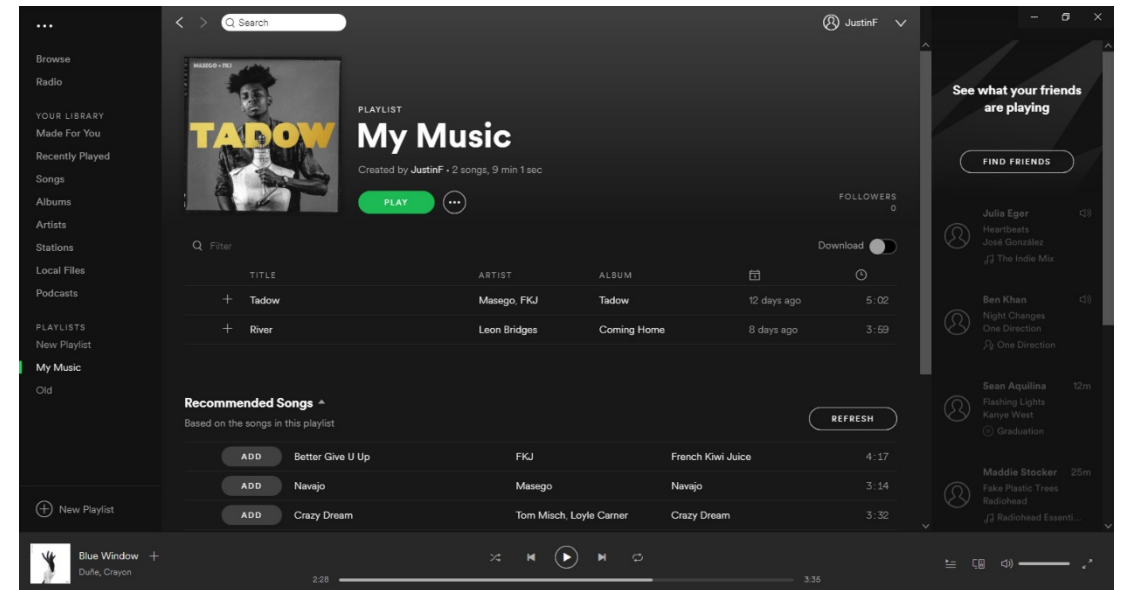 Search
JustinF
Browse
Radio
YOUR LIBRARY
Made For You
Recently Played
Songs
Albums
Artists
Stations
Local Files
Podcasts
PLAYLISTS
New Playlist
My Music
Old
New Playlist
MASEGO + FKJ
TADOW
PLAYLIST
My Music
Created by JustinF • 2 songs, 9 min 1 sec
PLAY
FOLLOWERS
0
Filter
Download
TITLE ARTIST ALBUM
Tadow Masego, FKJ Tadow 12 days ago 5:02
River Leon Bridges Coming Home 8 days ago 3:59
Recommended Songs
Based on the songs in this playlist
REFRESH
ADD Better Give U Up FKJ French Kiwi Juice 4:17
ADD Navajo Masego Navajo 3:14
ADD Crazy Dream Tom Misch, Loyle Carner Crazy Dream 3:32
See what your friends
are playing
FIND FRIENDS
Julia Eger
Heartbeats
José González
The Indie Mix
Ben Khan
Night Changes
One Direction
One Direction
Sean Aquilina 12m
Flashing Lights
Kanye West
Graduation
Maddie Stocker 25m
Fake Plastic Trees
Radiohead
Radiohead Essenti...
Blue Window
Duñe, Crayon
2:28
3:35